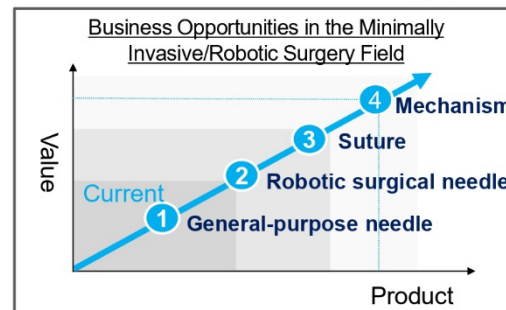 Business Opportunities in the Minimally
Invasive/Robotic Surgery Field
Value
4 Mechanism
3 Suture
2 Robotic surgical needle
Current
1 General-purpose needle
Product